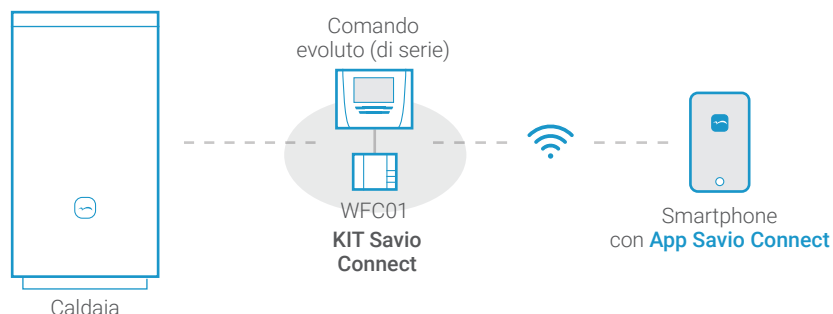 Comando
evoluto (di serie)
WFC01
KIT Savio
Connect
Smartphone
con App Savio Connect
Caldaia